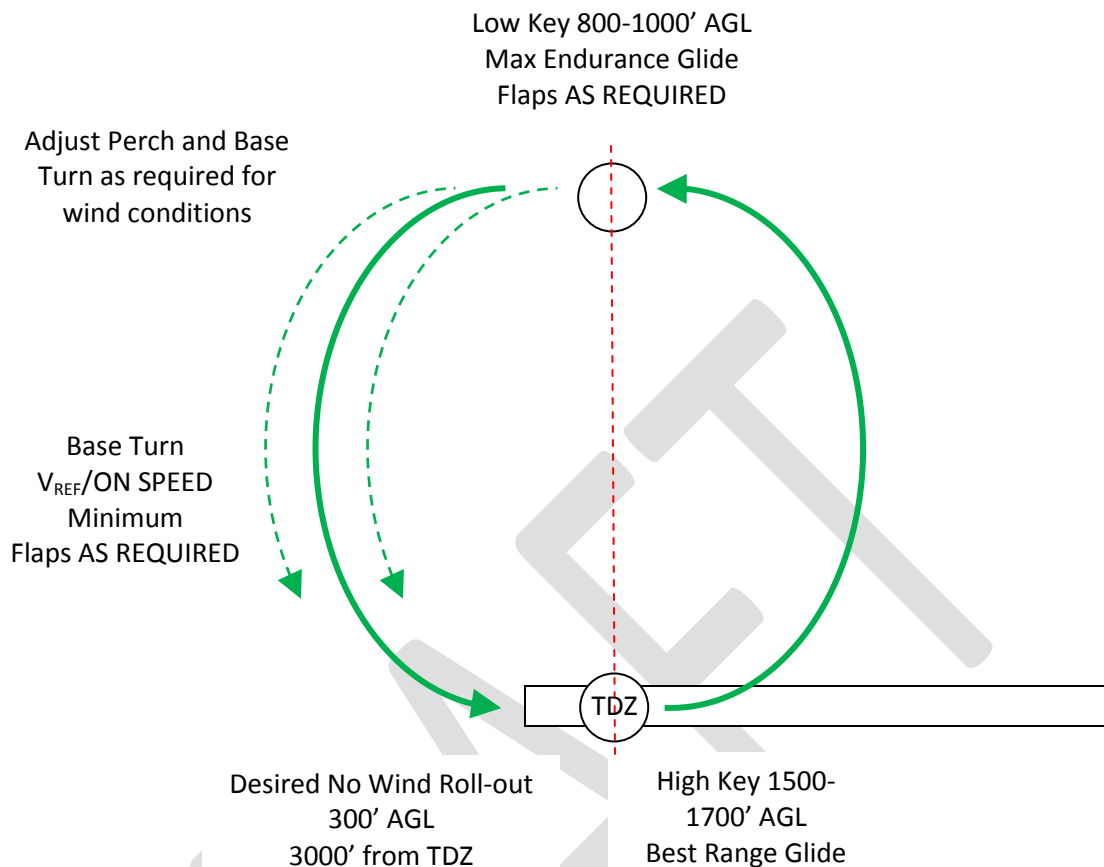 Low Key 800-1000’ AGL
Max Endurance Glide
Flaps AS REQUIRED
Adjust Perch and Base
Turn as required for
wind conditions
Base Turn
VREF/ON SPEED
Minimum
Flaps AS REQUIRED
TDZ
Desired No Wind Roll-out
300’ AGL
3000’ from TDZ
High Key 1500-
1700’ AGL
Best Range Glide